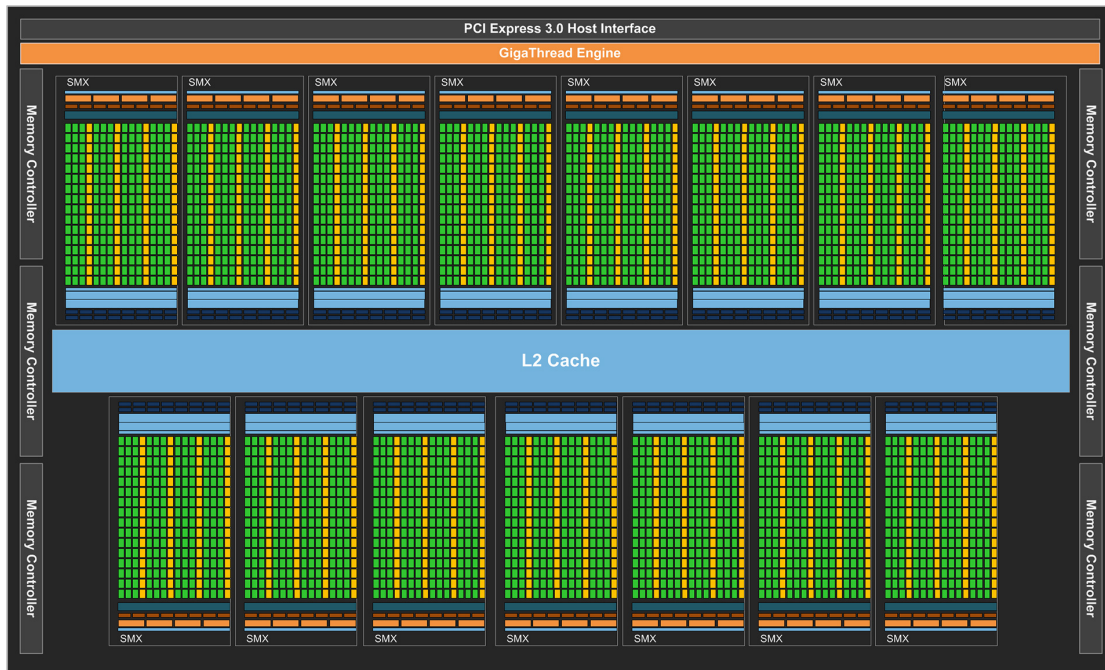 PCI Express 3.0 Host Interface
GigaThread Engine
SMX
SMX
SMX
SMX
SMX
SMX
SMX
SMX
Memory Controller
Memory Controller
Memory Controller
Memory Controller
Memory Controller
Memory Controller
L2 Cache
SMX
SMX
SMX
SMX
SMX
SMX
SMX